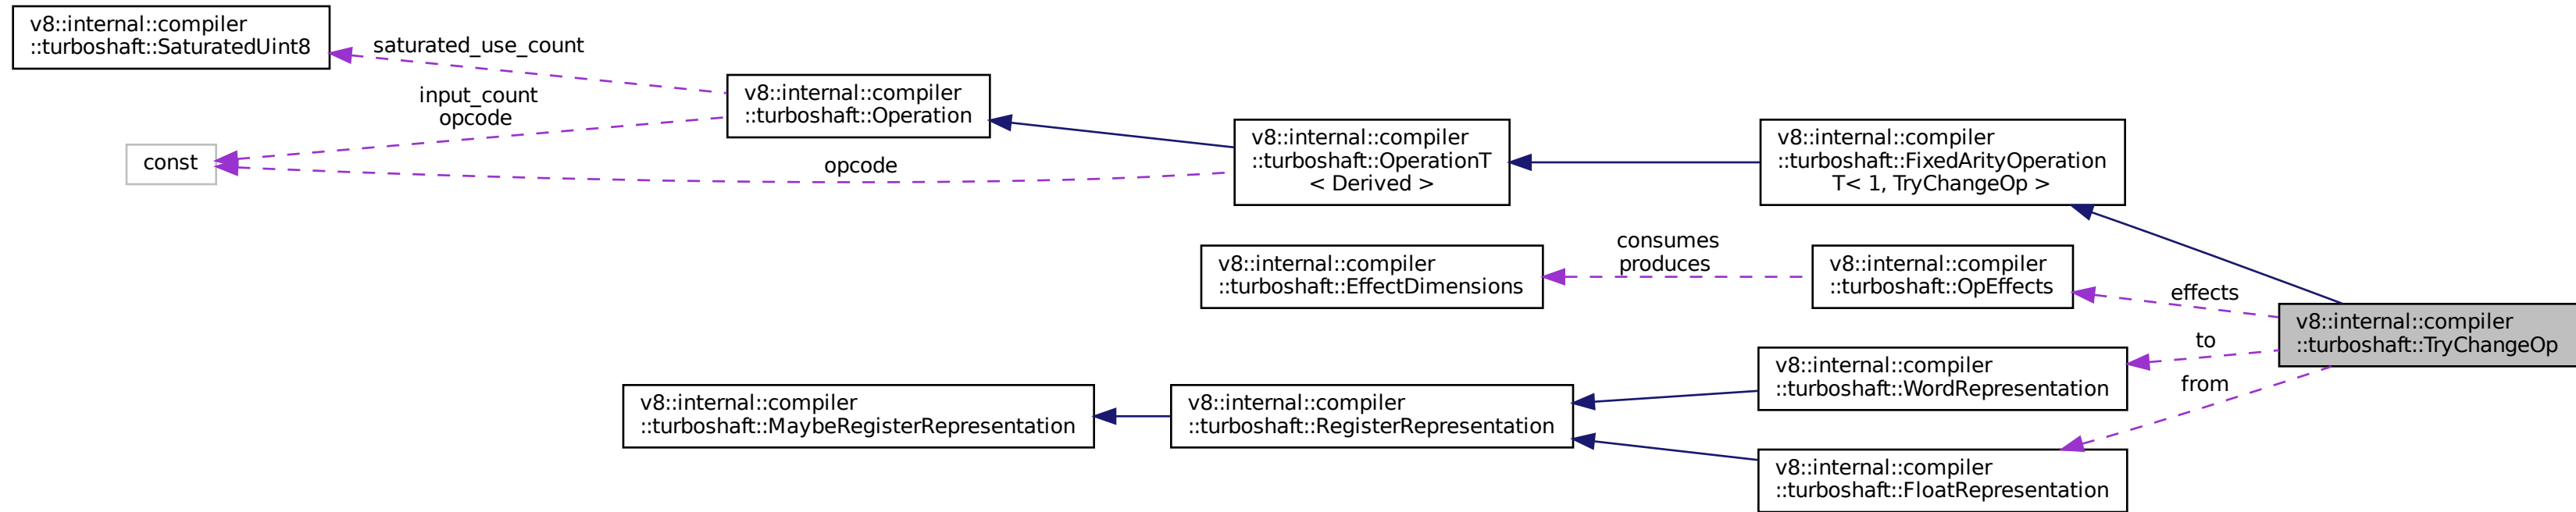 v8::internal::compiler
::turboshaft::SaturatedUint8
saturated_use_count
input_count
opcode
const
v8::internal::compiler
::turboshaft::Operation
opcode
v8::internal::compiler
::turboshaft::OperationT
< Derived >
v8::internal::compiler
::turboshaft::FixedArityOperation
T< 1, TryChangeOp >
v8::internal::compiler
::turboshaft::EffectDimensions
consumes
produces
v8::internal::compiler
::turboshaft::OpEffects
effects
v8::internal::compiler
::turboshaft::TryChangeOp
to
from
v8::internal::compiler
::turboshaft::MaybeRegisterRepresentation
v8::internal::compiler
::turboshaft::RegisterRepresentation
v8::internal::compiler
::turboshaft::WordRepresentation
v8::internal::compiler
::turboshaft::FloatRepresentation